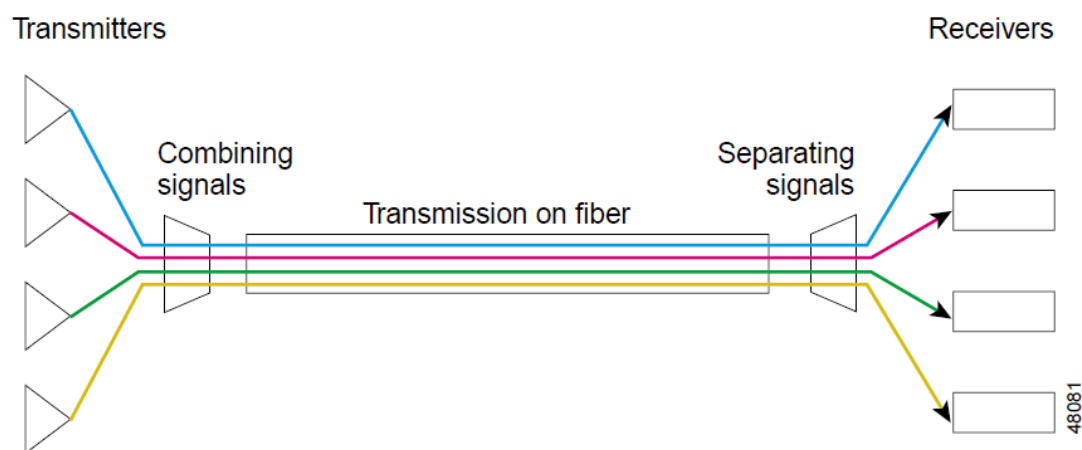 Transmitters
Receivers
Combining
signals
Separating
signals
Transmission on fiber
48081